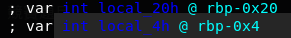 ; var int local_20h @ rbp-0x20
; var int local_4h @ rbp-0x4